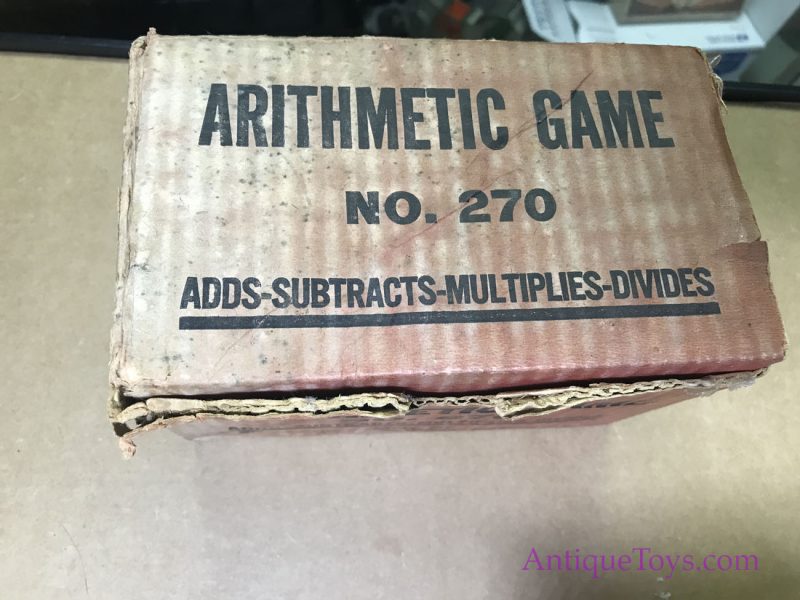 ARITHMETIC GAME
NO. 270
ADDS-SUBTRACTS-MULTIPLIES-DIVIDES
AntiqueToys.com